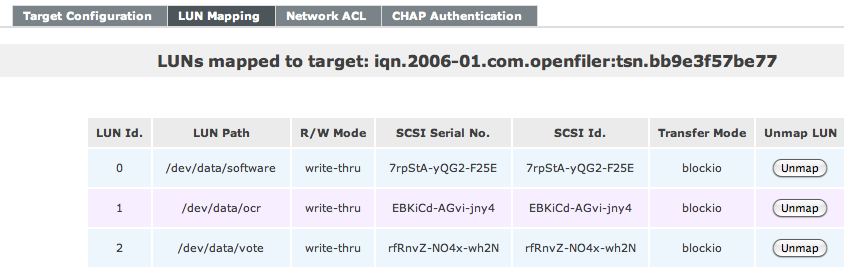 Target Configuration LUN Mapping Network ACL CHAP Authentication
LUNs mapped to target: iqn.2006-01.com.openfiler:tsn.bb9e3f57be77
LUN Id. LUN Path R/W Mode SCSI Serial No. SCSI Id. Transfer Mode Unmap LUN
0 /dev/data/software write-thru 7rpStA-yQG2-F25E 7rpStA-yQG2-F25E blockio Unmap
1 /dev/data/ocr write-thru EBKiCd-AGvi-jny4 EBKiCd-AGvi-jny4 blockio Unmap
2 /dev/data/vote write-thru rfRnvZ-NO4x-wh2N rfRnvZ-NO4x-wh2N blockio Unmap